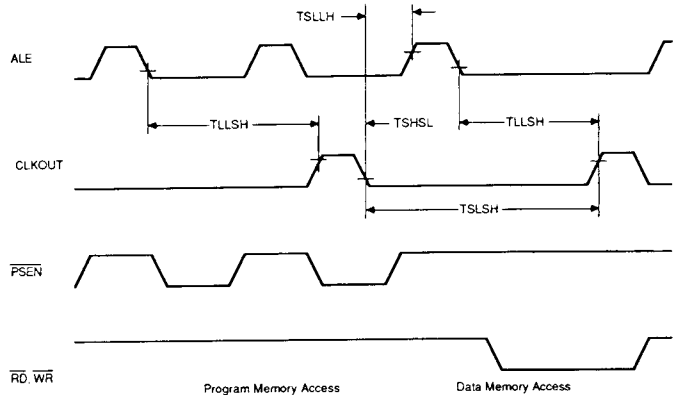 TSLLH
ALE
TLLSH
TSHSL
TLLSH
CLKOUT
TSLSH
PSEN
RD, WR
Program Memory Access
Data Memory Access